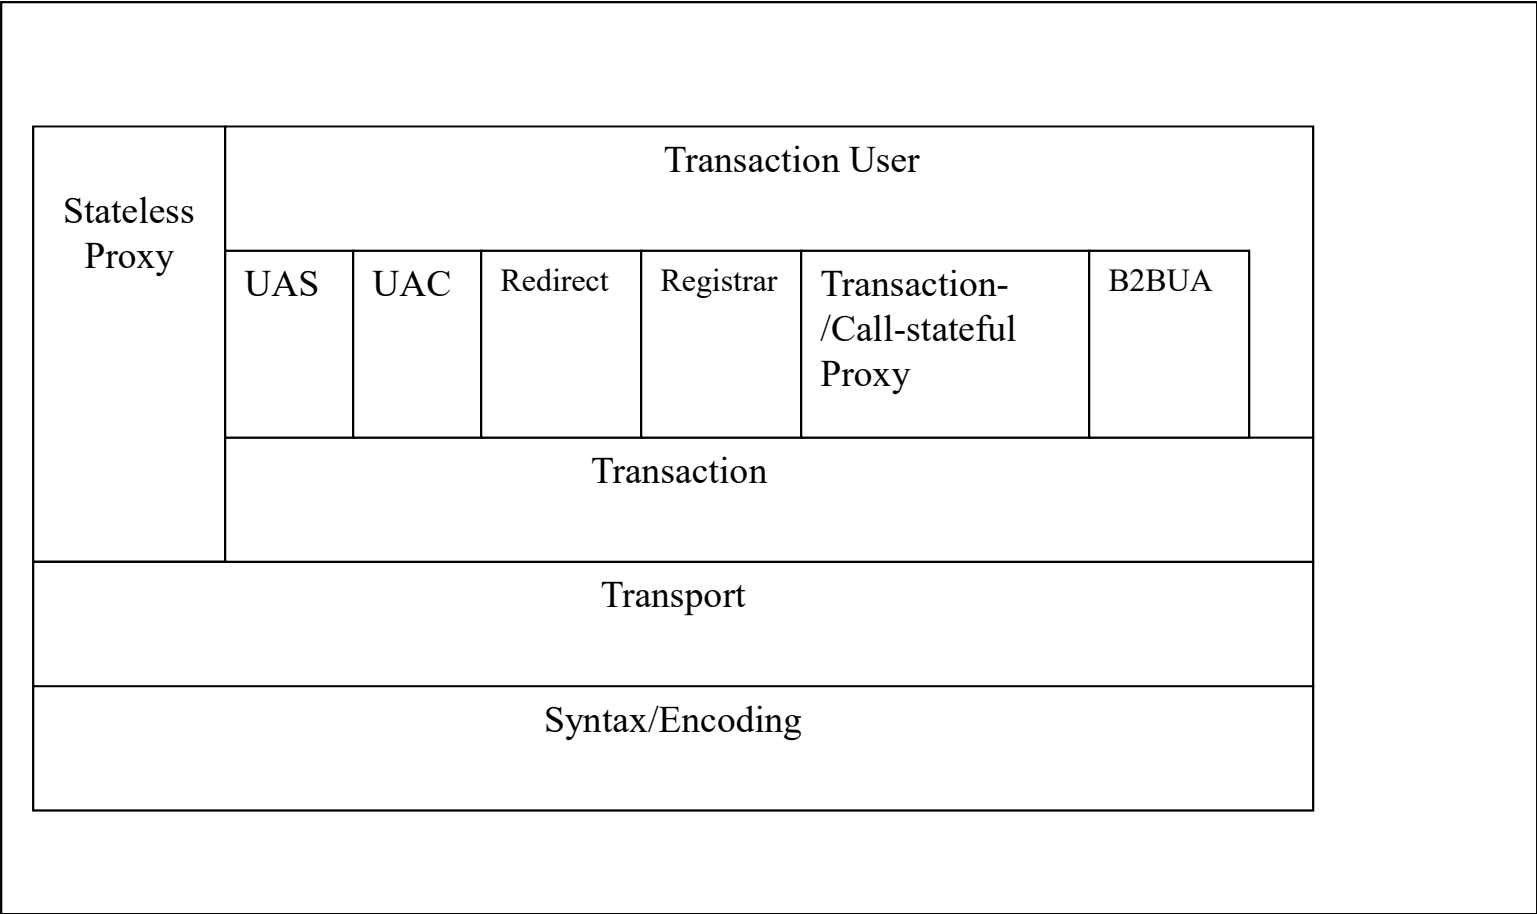 Transaction User
Stateless
Proxy
UAS
UAC
Redirect
Registrar
Transaction-
/Call-stateful
Proxy
B2BUA
Transaction
Transport
Syntax/Encoding